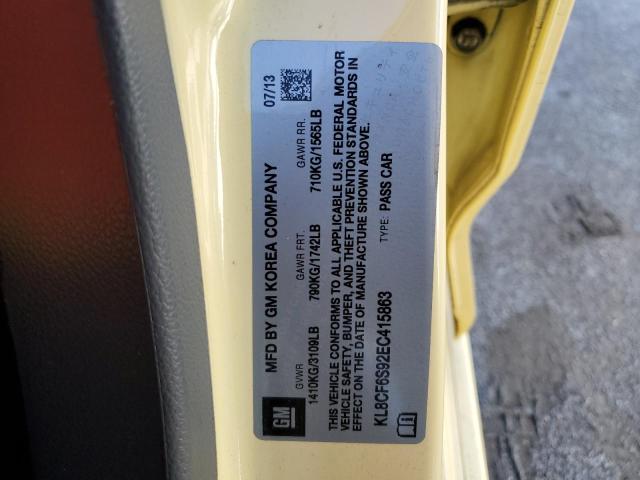 MFD BY GM KOREA COMPANY 07/13
GVWR GAWR FRT. GAWR RR.
1410KG/3109LB 790KG/1742LB 710KG/1565LB
THIS VEHICLE CONFORMS TO ALL APPLICABLE U.S. FEDERAL MOTOR
VEHICLE SAFETY, BUMPER, AND THEFT PREVENTION STANDARDS IN
EFFECT ON THE DATE OF MANUFACTURE SHOWN ABOVE.
TYPE: PASS CAR
KL8CF6S92EC415863
GM